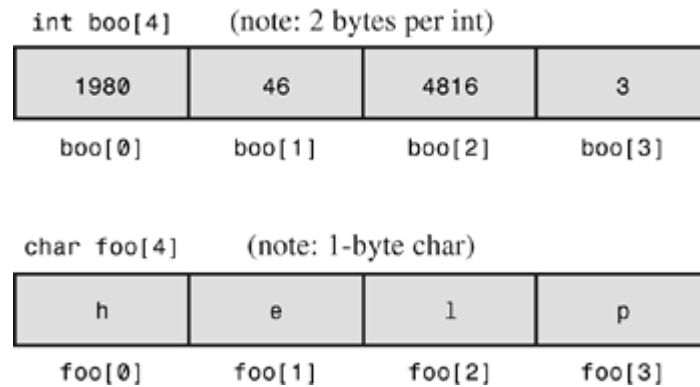 int boo[4] (note: 2 bytes per int)
1980 46 4816 3
boo[0] boo[1] boo[2] boo[3]
char foo[4] (note: 1-byte char)
h e l p
foo[0] foo[1] foo[2] foo[3]